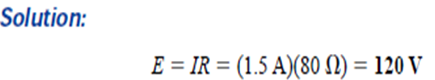 Solution:
E = IR = (1.5 A)(80 Ω) = 120 V